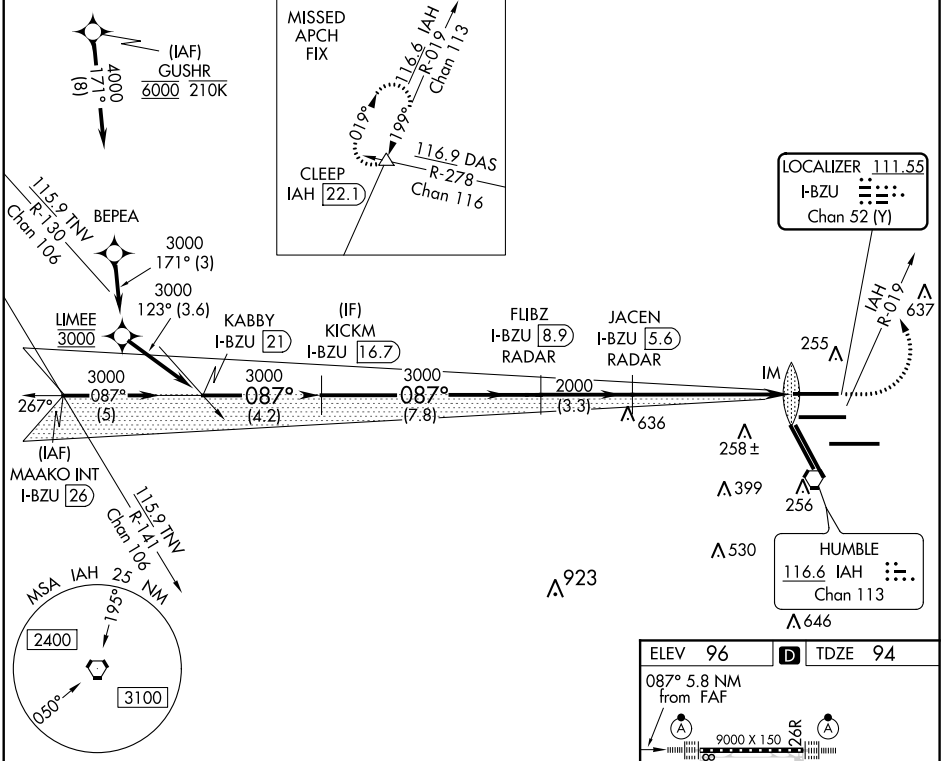 (IAF)
GUSHR
6000 210K
4000
171°
(8)
MISSED
APCH
FIX
116.6 IAH
R-019
Chan 113
019°
199°
CLEEP
IAH 22.1
116.9 DAS
R-278
Chan 116
LOCALIZER 111.55
I-BZU
Chan 52 (Y)
115.9 TNV
R-130
Chan 106
BEPEA
3000
171° (3)
3000
123° (3.6)
LIMEE
3000
KABBY
I-BZU 21
(IF)
KICKM
I-BZU 16.7
FLIBZ
I-BZU 8.9
RADAR
JACEN
I-BZU 5.6
RADAR
IAH
R-019
637
255
IM
267°
3000
087°
(5)
3000
087°
(4.2)
3000
087°
(7.8)
2000
(3.3)
636
258 ±
399
256
530
923
646
(IAF)
MAAKO INT
I-BZU 26
115.9 TNV
R-141
Chan 106
HUMBLE
116.6 IAH
Chan 113
MSA IAH 25 NM
195°
2400
050°
3100
ELEV 96 D TDZE 94
087° 5.8 NM
from FAF
A
A
9000 X 150
26R
8